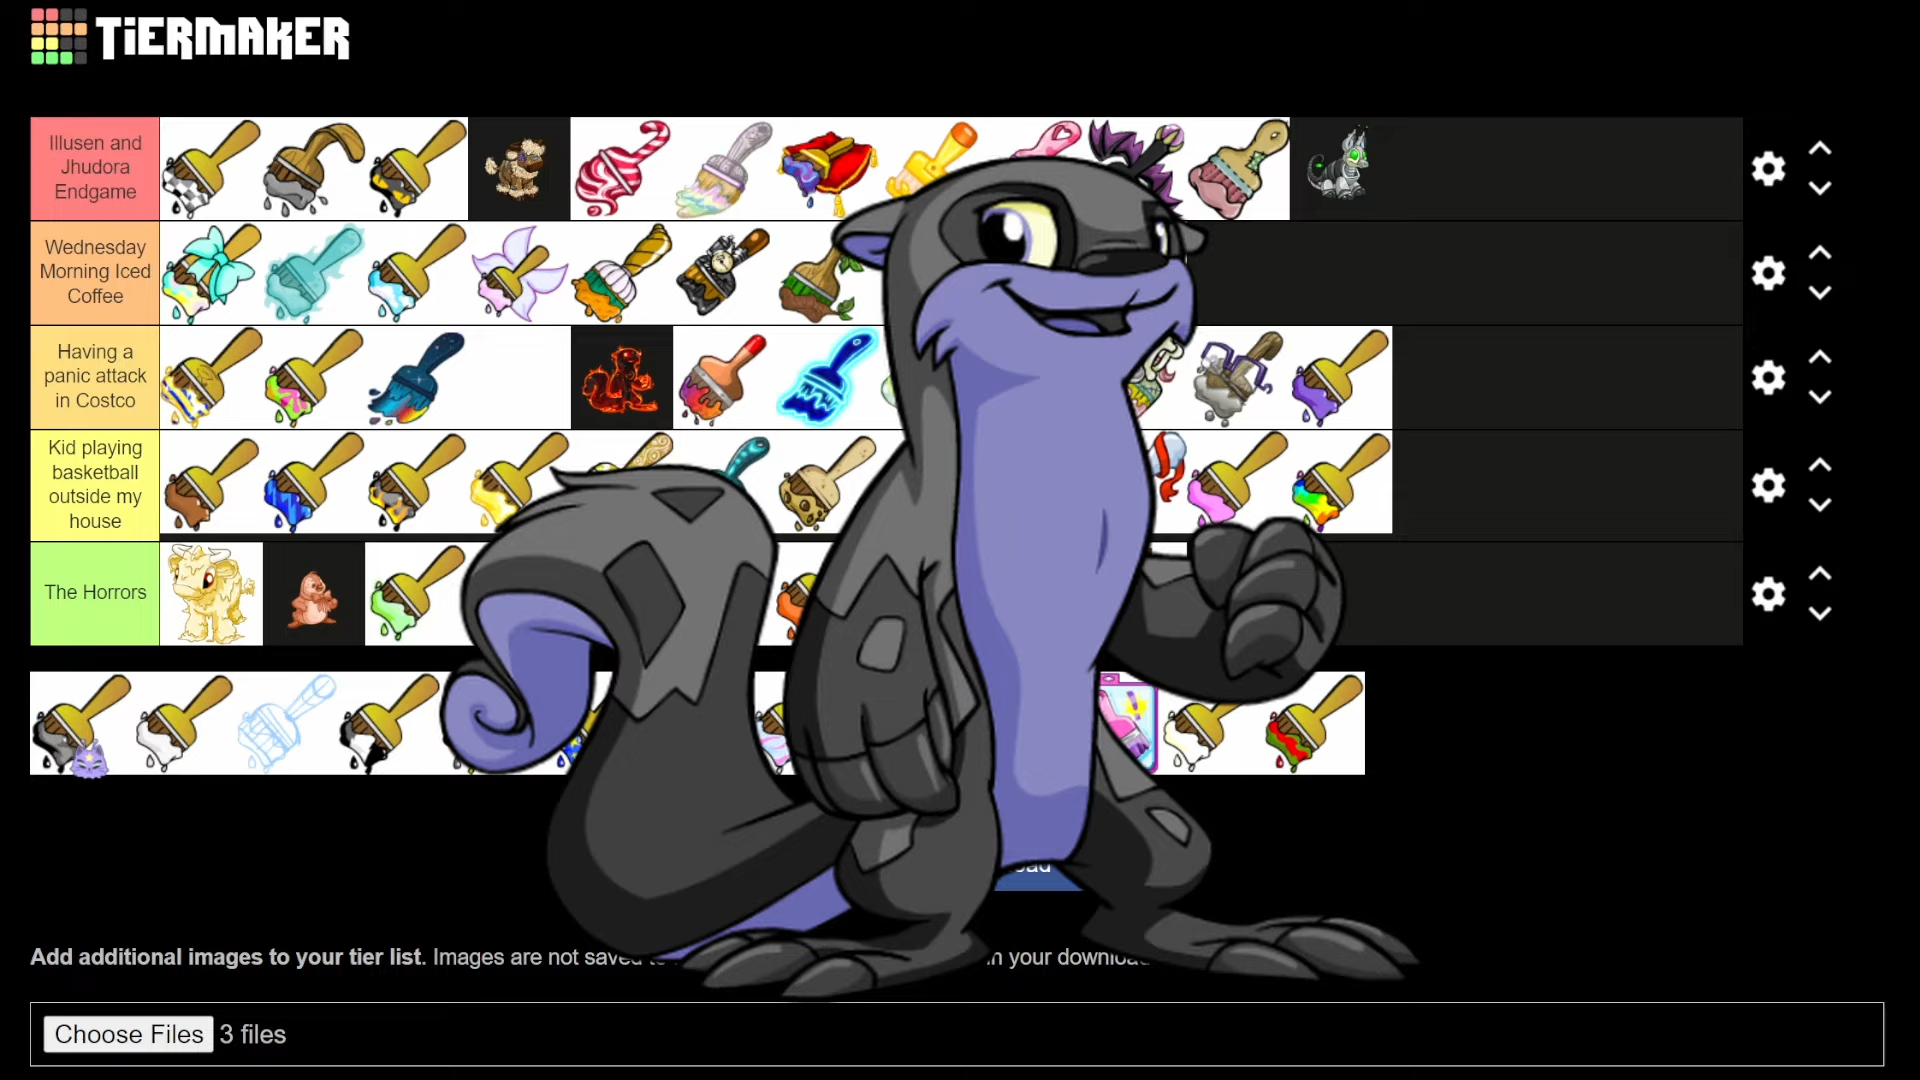 TiERMAKER
Illusen and
Jhudora
Endgame
Wednesday
Morning Iced
Coffee
Having a
panic attack
in Costco
Kid playing
basketball
outside my
house
The Horrors
Add additional images to your tier list. Images are not saved your
Choose Files 3 files